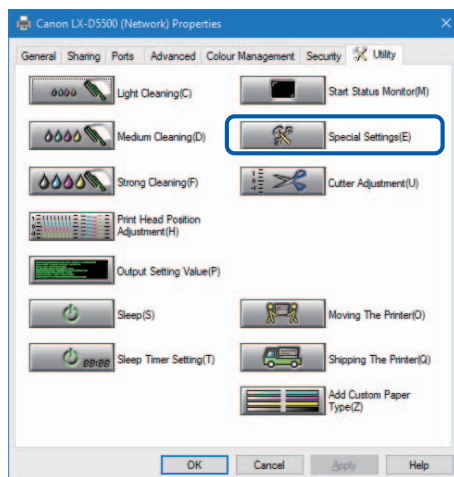 Canon LX-D5500 (Network) Properties
General Sharing Ports Advanced Colour Management Security Utility
Light Cleaning(C)
Start Status Monitor(M)
Medium Cleaning(D)
Special Settings(E)
Strong Cleaning(F)
Cutter Adjustment(U)
Print Head Position
Adjustment(H)
Output Setting Value(P)
Sleep(S)
Moving The Printer(O)
Sleep Timer Setting(T)
Shipping The Printer(Q)
Add Custom Paper
Type(Z)
OK Cancel Apply Help